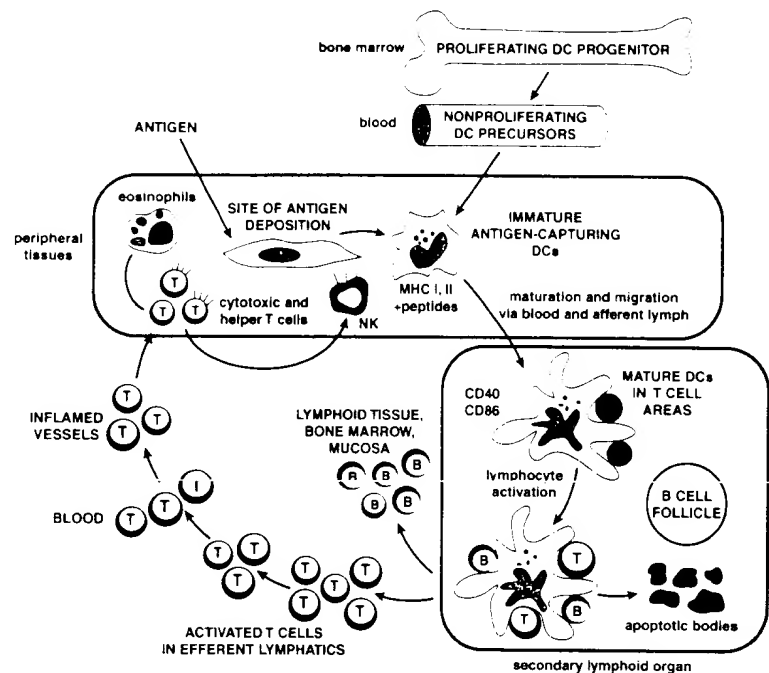 bone marrow
PROLIFERATING DC PROGENITOR
blood
NONPROLIFERATING
DC PRECURSORS
ANTIGEN
peripheral
tissues
eosinophils
SITE OF ANTIGEN
DEPOSITION
IMMATURE
ANTIGEN-CAPTURING
DCs
MHC I, II
+peptides
T
T
T
cytotoxic and
helper T cells
NK
maturation and migration
via blood and afferent lymph
CD40
CD86
MATURE DCs
IN T CELL
AREAS
lymphocyte
activation
B CELL
FOLLICLE
B
T
T
B
apoptotic bodies
secondary lymphoid organ
LYMPHOID TISSUE,
BONE MARROW,
MUCOSA
B
B
B
B
B
T
T
T
T
T
ACTIVATED T CELLS
IN EFFERENT LYMPHATICS
T
T
T
BLOOD
T
T
I
INFLAMED
VESSELS
T
T
T